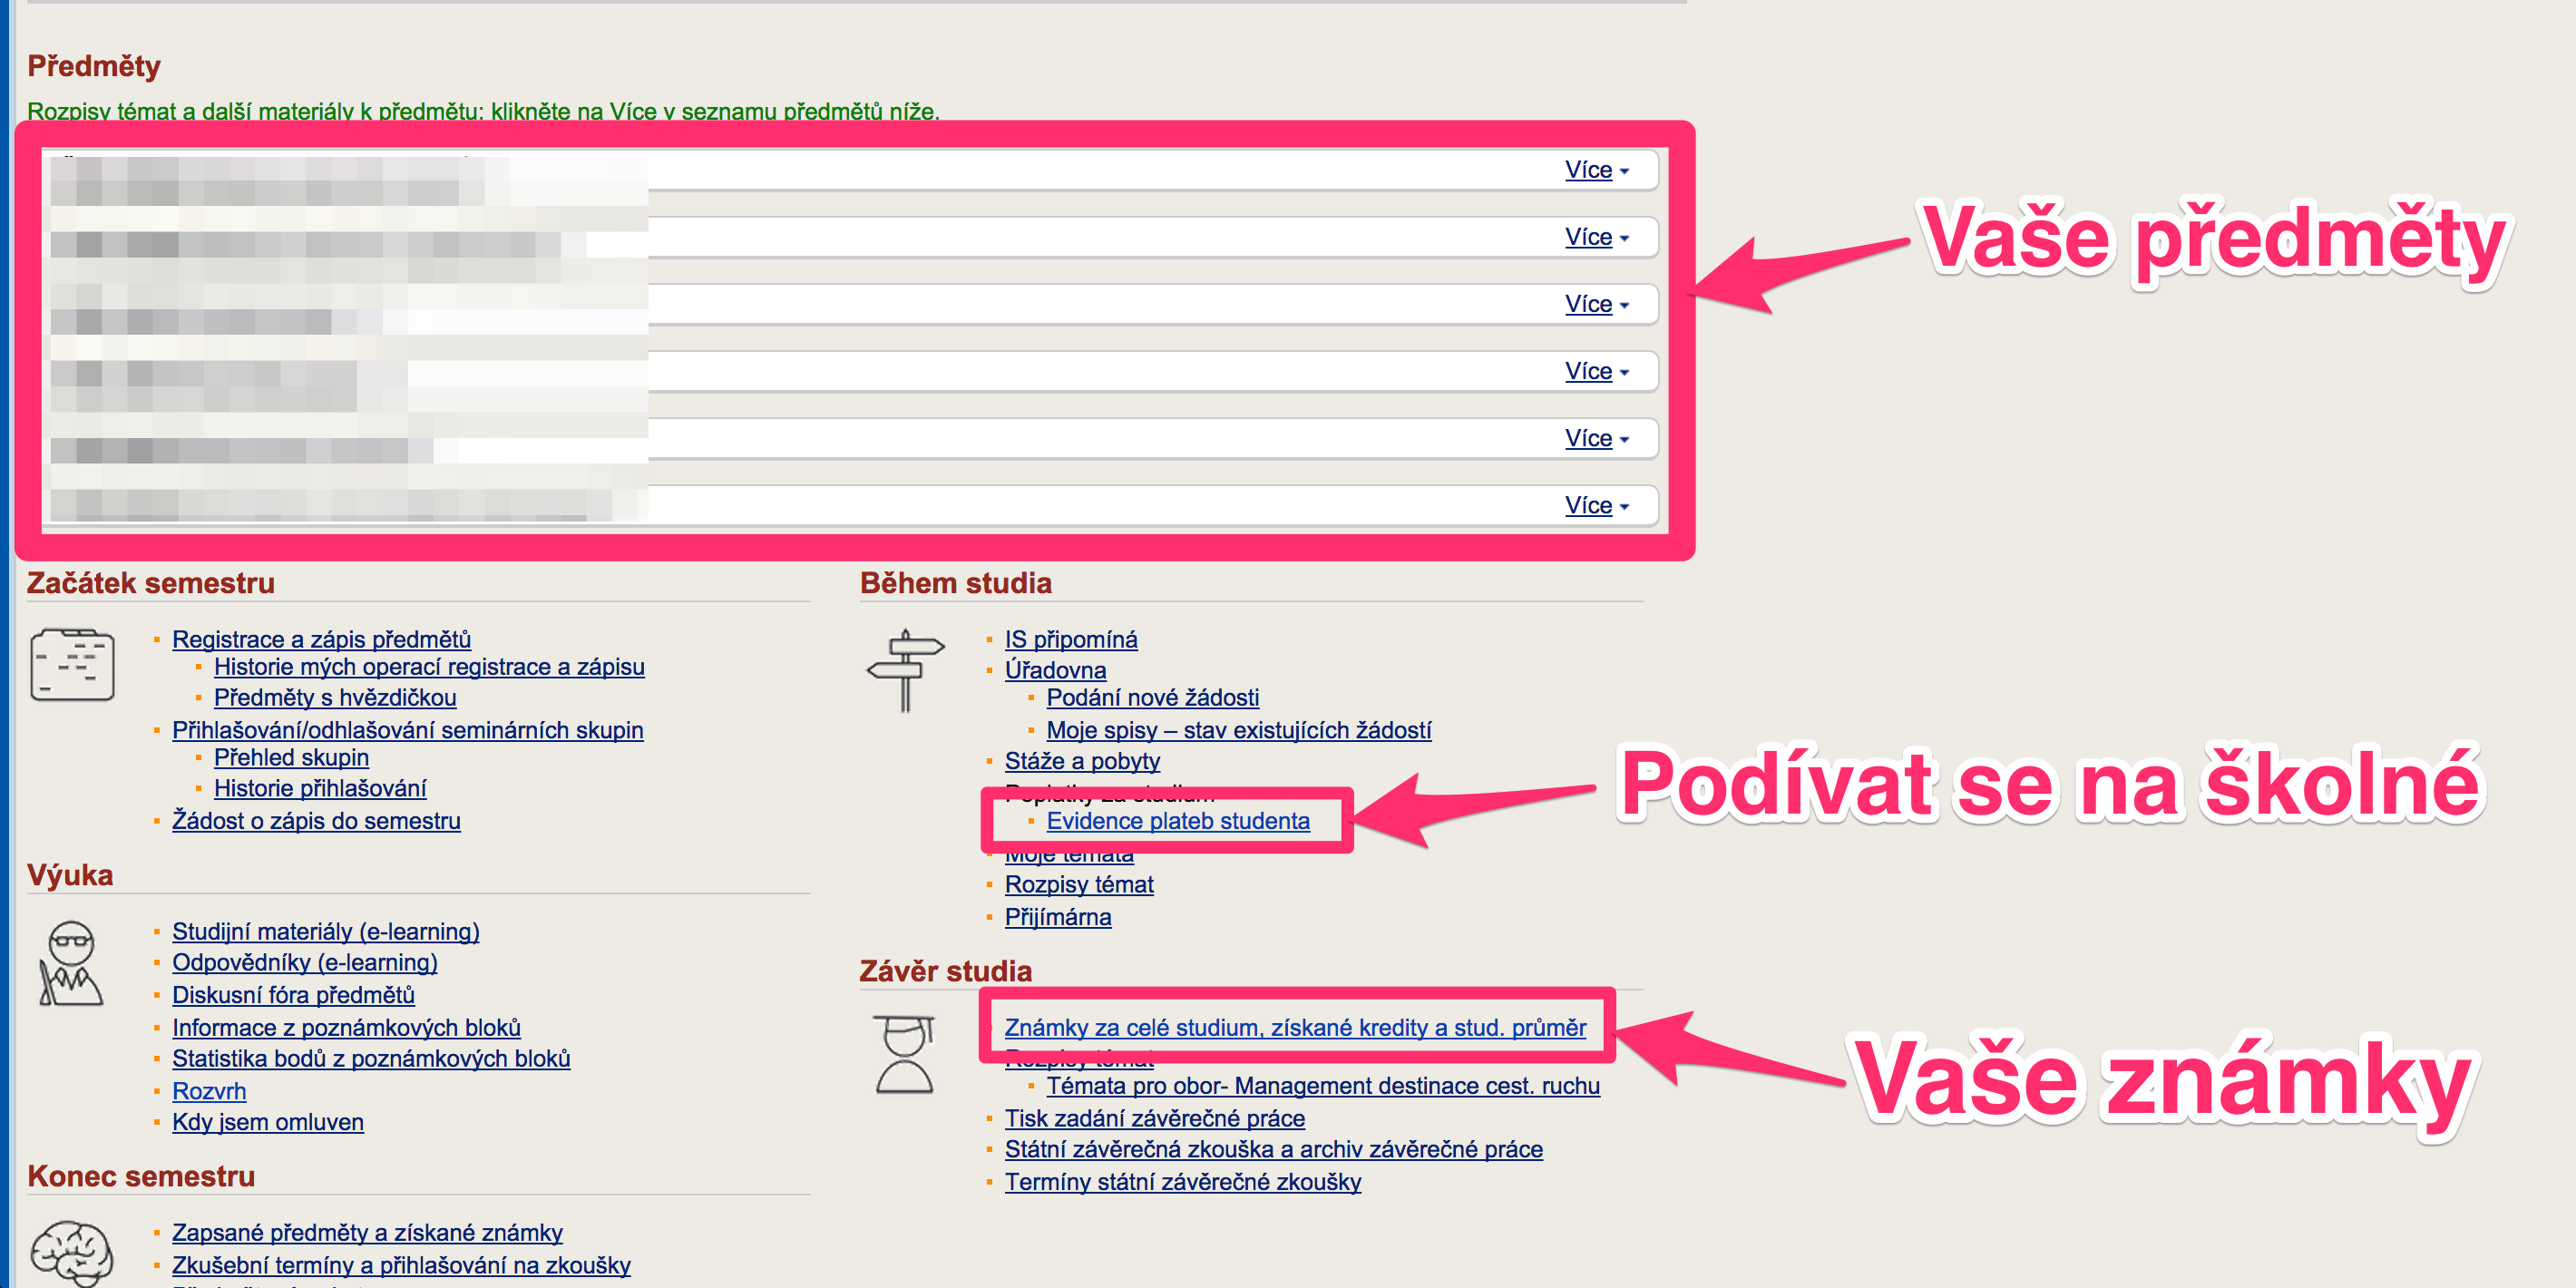 Předměty
Rozpisy témat a další materiály k předmětu: klikněte na Více v seznamu předmětů níže.
Více
Více
Více
Více
Více
Více
Vaše předměty
Začátek semestru
Registrace a zápis předmětů
Historie mých operací registrace a zápisu
Předměty s hvězdičkou
Přihlašování/odhlašování seminárních skupin
Přehled skupin
Historie přihlašování
Žádost o zápis do semestru
Výuka
Studijní materiály (e-learning)
Odpovědníky (e-learning)
Diskusní fóra předmětů
Informace z poznámkových bloků
Statistika bodů z poznámkových bloků
Rozvrh
Kdy jsem omluven
Konec semestru
Zapsané předměty a získané známky
Zkušební termíny a přihlašování na zkoušky
Během studia
IS připomíná
Úřadovna
Podání nové žádosti
Moje spisy – stav existujících žádostí
Stáže a pobyty
Poplatky za studium
Evidence plateb studenta
Podívat se na školné
Moje témata
Rozpisy témat
Přijímárna
Závěr studia
Známky za celé studium, získané kredity a stud. průměr
Vaše známky
Rozpisy témat
Témata pro obor- Management destinace cest. ruchu
Tisk zadání závěrečné práce
Státní závěrečná zkouška a archiv závěrečné práce
Termíny státní závěrečné zkoušky